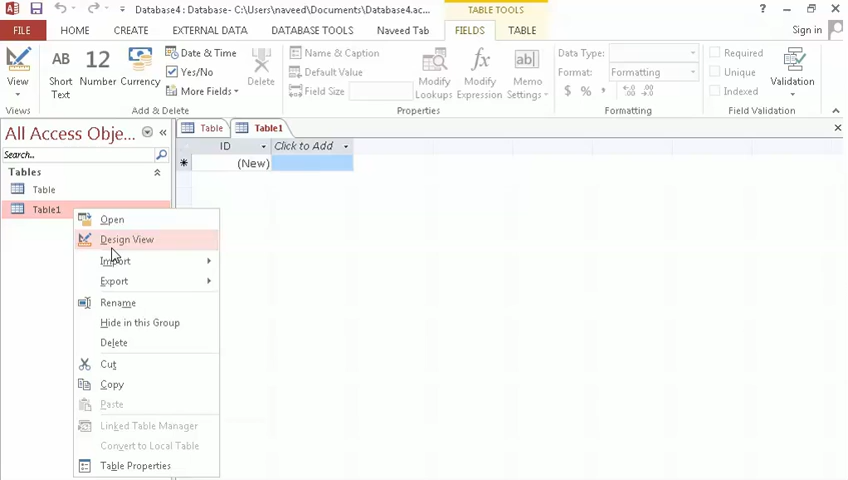 Database4 : Database- C:\Users\naveed\Documents\Database4.ac...
TABLE TOOLS
?
FILE
HOME
CREATE
EXTERNAL DATA
DATABASE TOOLS
Naveed Tab
FIELDS
TABLE
Sign in
View
Views
AB
Short
Text
12
Number
Currency
Date & Time
Yes/No
More Fields
Delete
Add & Delete
Name & Caption
Default Value
Field Size
Modify
Lookups
fx
Modify
Expression
ab
Memo
Settings
Properties
Data Type:
Format:
Formatting
$ % ,
Formatting
Required
Unique
Indexed
Validation
Field Validation
All Access Obje...
Search...
Tables
Table
Table1
Table
Table1
ID
Click to Add
(New)
Open
Design View
Import
Export
Rename
Hide in this Group
Delete
Cut
Copy
Paste
Linked Table Manager
Convert to Local Table
Table Properties